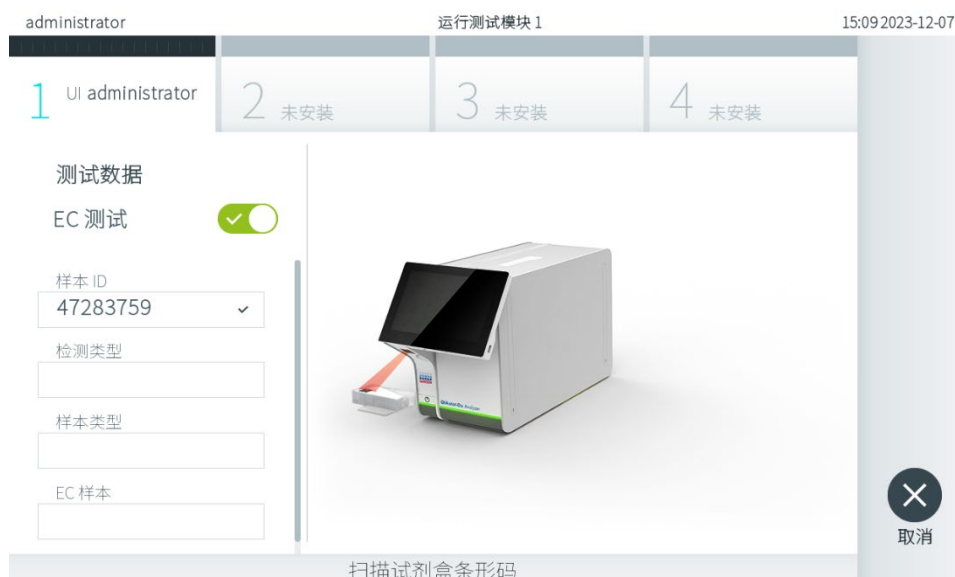 administrator
运行测试模块 1
15:09 2023-12-07
1 UI administrator
2 未安装
3 未安装
4 未安装
测试数据
EC 测试
样本 ID
47283759
检测类型
样本类型
EC 样本
QIAstat-Dx Analyzer
取消
扫描试剂盒条形码